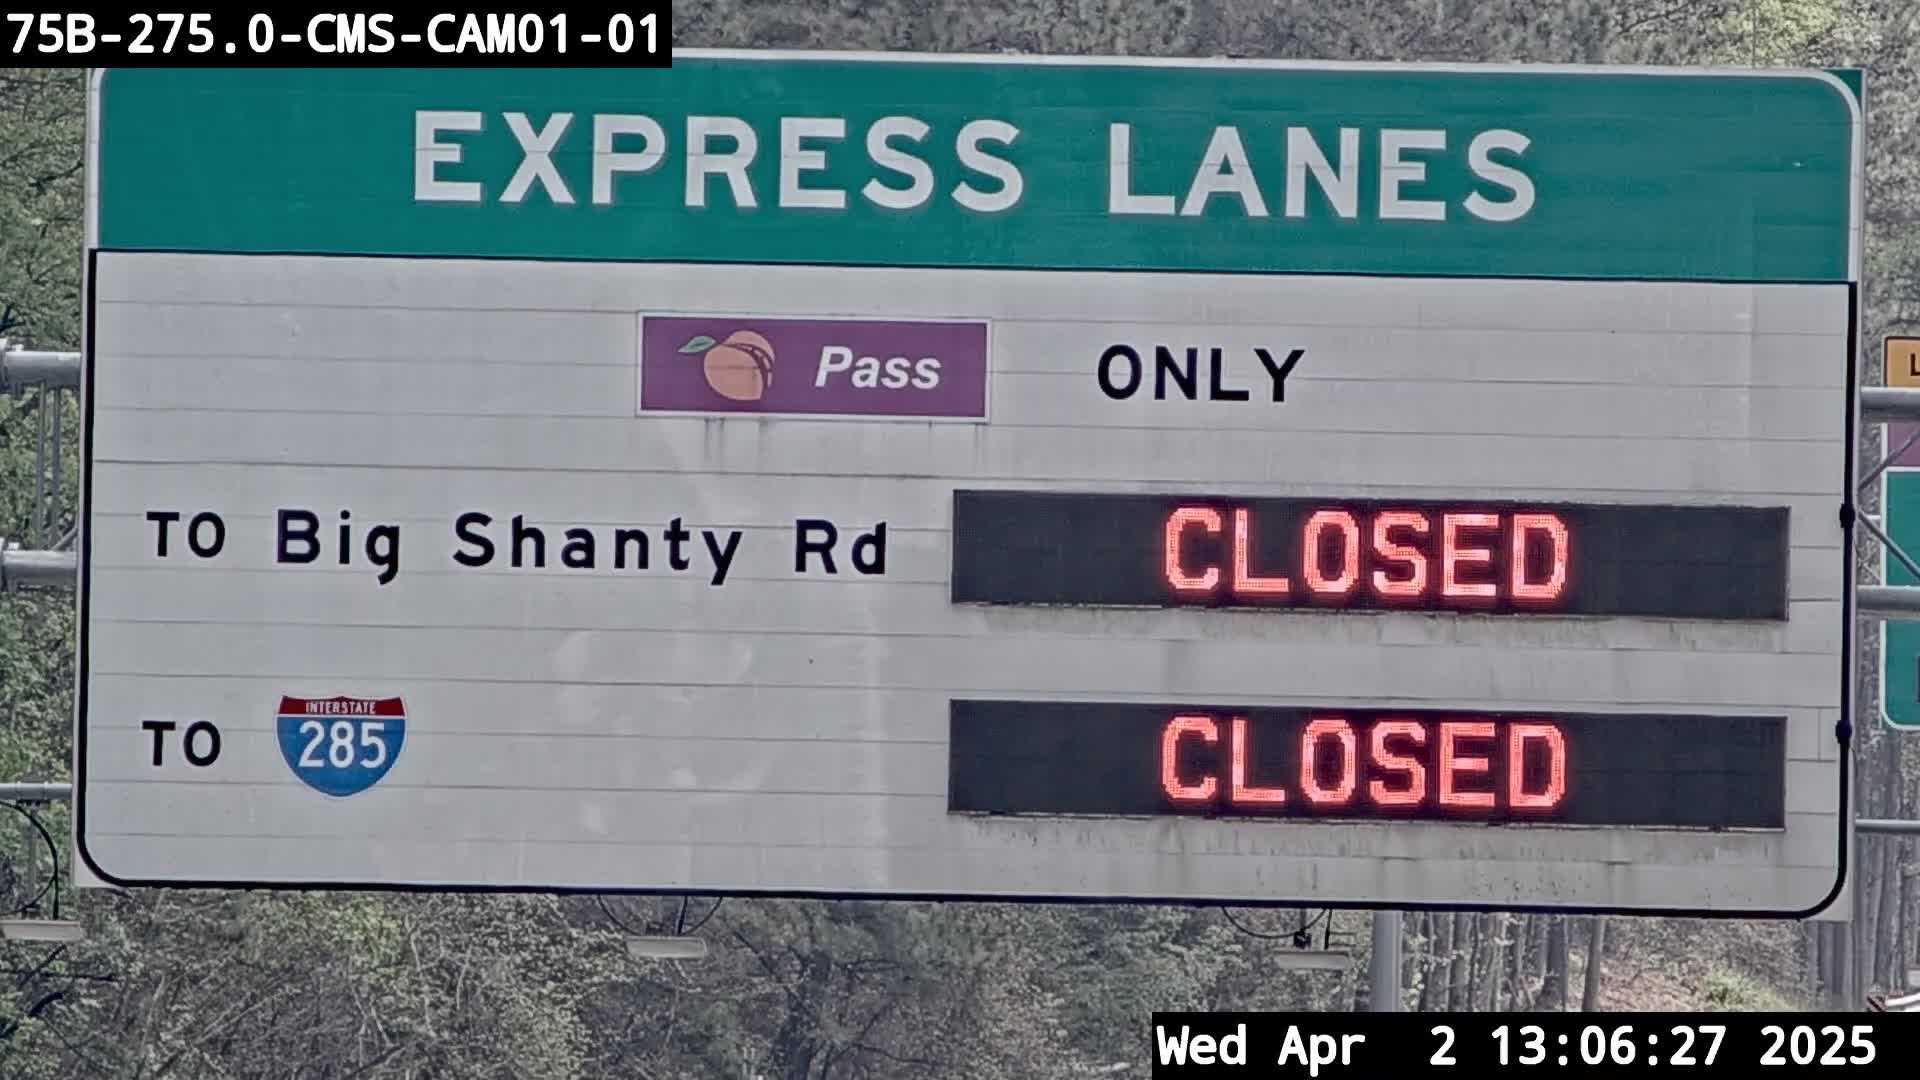 75B-275.0-CMS-CAM01-01
EXPRESS LANES
Pass ONLY
TO Big Shanty Rd CLOSED
TO INTERSTATE 285 CLOSED
Wed Apr 2 13:06:27 2025